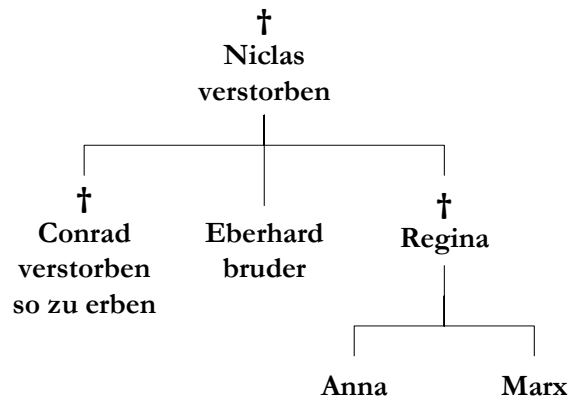 †
Niclas
verstorben
†
Conrad
verstorben
so zu erben
Eberhard
bruder
†
Regina
Anna
Marx